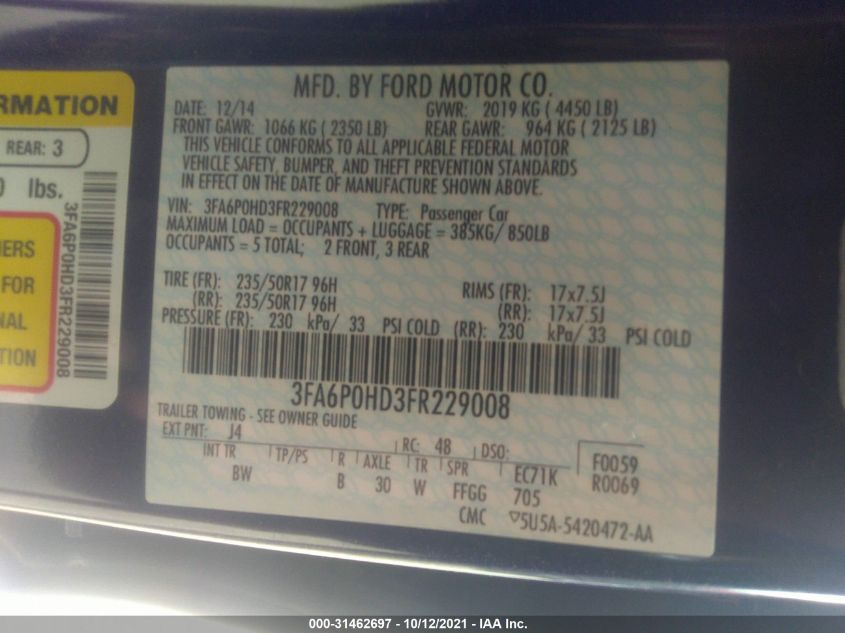 RMATION
REAR: 3
0 lbs.
3FA6P0HD3FR229008
ERS
FOR
NAL
TION
MFD. BY FORD MOTOR CO.
DATE: 12/14 GVWR: 2019 KG ( 4450 LB)
FRONT GAWR: 1066 KG ( 2350 LB) REAR GAWR: 964 KG ( 2125 LB)
THIS VEHICLE CONFORMS TO ALL APPLICABLE FEDERAL MOTOR
VEHICLE SAFETY, BUMPER, AND THEFT PREVENTION STANDARDS
IN EFFECT ON THE DATE OF MANUFACTURE SHOWN ABOVE.
VIN: 3FA6P0HD3FR229008 TYPE: Passenger Car
MAXIMUM LOAD = OCCUPANTS + LUGGAGE = 385KG/ 850LB
OCCUPANTS = 5 TOTAL; 2 FRONT, 3 REAR
TIRE (FR): 235/50R17 96H RIMS (FR): 17x7.5J
(RR): 235/50R17 96H (RR): 17x7.5J
PRESSURE (FR): 230 kPa/ 33 PSI COLD (RR): 230 kPa/ 33 PSI COLD
3FA6P0HD3FR229008
TRAILER TOWING - SEE OWNER GUIDE
EXT PNT: J4 RC: 48 DSO: F0059
INT TR TP/PS R AXLE TR SPR EC71K R0069
BW B 30 W FFGG 705
CMC ▽5U5A-5420472-AA
000-31462697 - 10/12/2021 - IAA Inc.